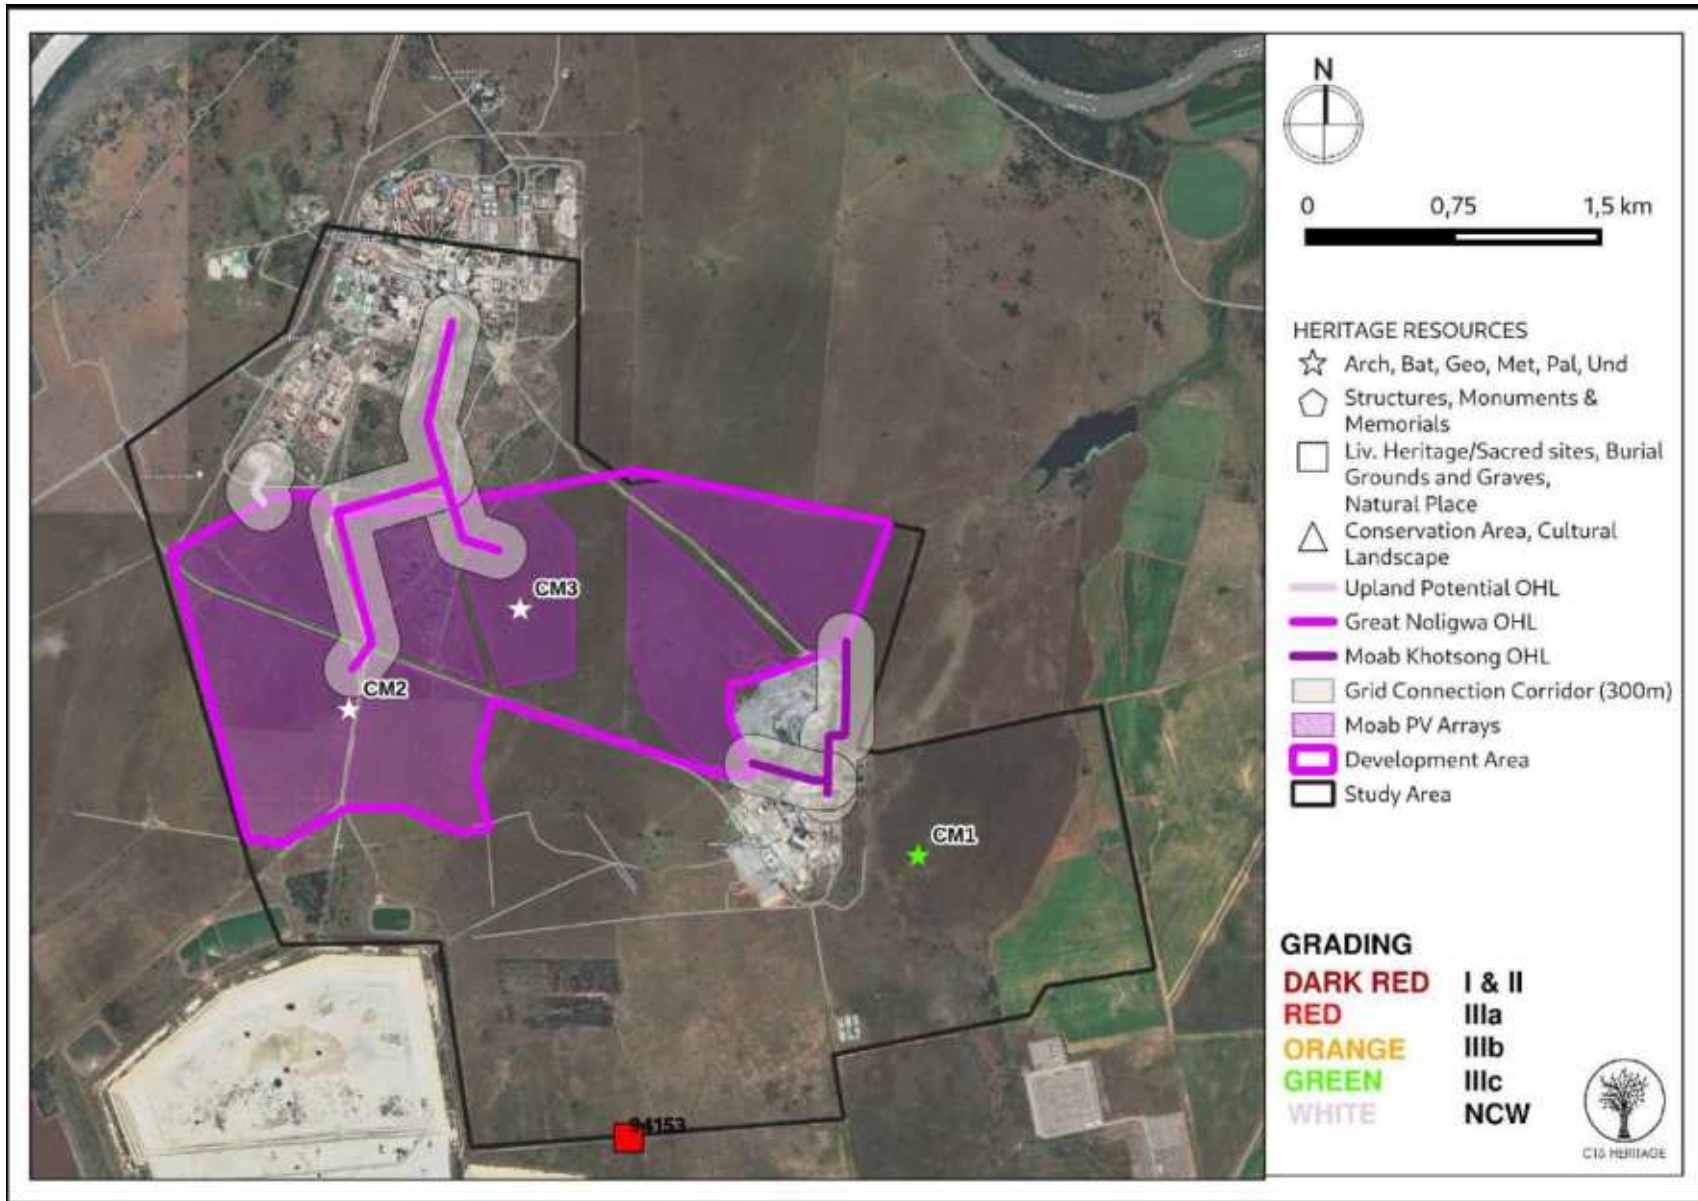 N
0 0,75 1,5 km
HERITAGE RESOURCES
Arch, Bat, Geo, Met, Pal, Und
Structures, Monuments &
Memorials
Liv. Heritage/Sacred sites, Burial
Grounds and Graves,
Natural Place
Conservation Area, Cultural
Landscape
Upland Potential OHL
Great Noligwa OHL
Moab Khotsong OHL
Grid Connection Corridor (300m)
Moab PV Arrays
Development Area
Study Area
CM3
CM2
CM1
94153
GRADING
DARK RED I & II
RED IIIa
ORANGE IIIb
GREEN IIIc
WHITE NCW
CTS HERITAGE